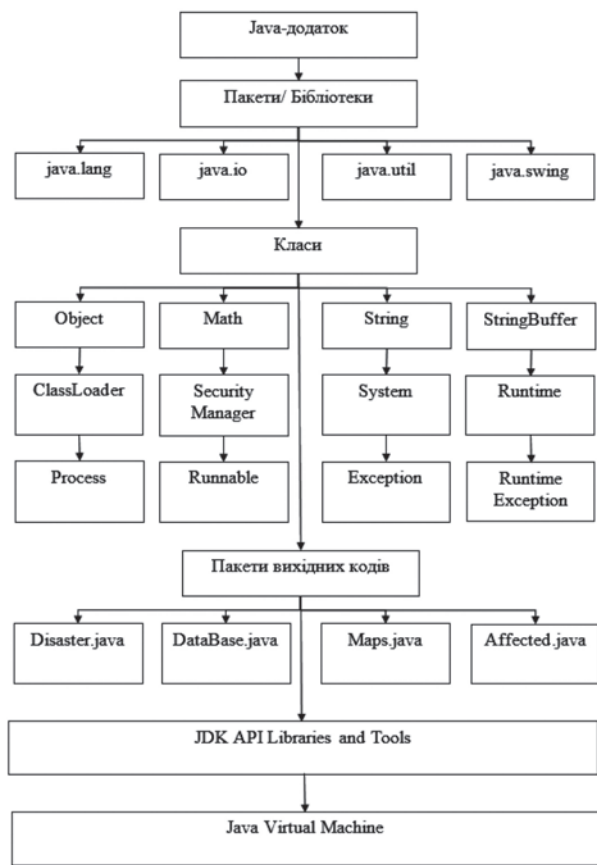 Java-додаток
Пакети/ Бібліотеки
java.lang
java.io
java.util
java.swing
Класи
Object
Math
String
StringBuffer
ClassLoader
Security
Manager
System
Runtime
Process
Runnable
Exception
Runtime
Exception
Пакети вихідних кодів
Disaster.java
DataBase.java
Maps.java
Affected.java
JDK API Libraries and Tools
Java Virtual Machine